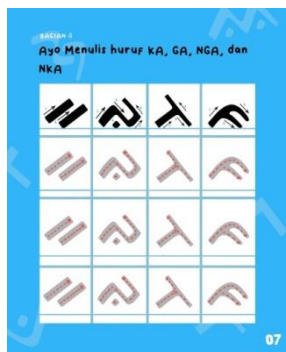 BAGIAN 4
Ayo Menulis huruf KA, GA, NGA, dan
NKA
ᨀ ᨁ ᨂ ᨃ
ᨀ ᨁ ᨂ ᨃ
ᨀ ᨁ ᨂ ᨃ
ᨀ ᨁ ᨂ ᨃ
07